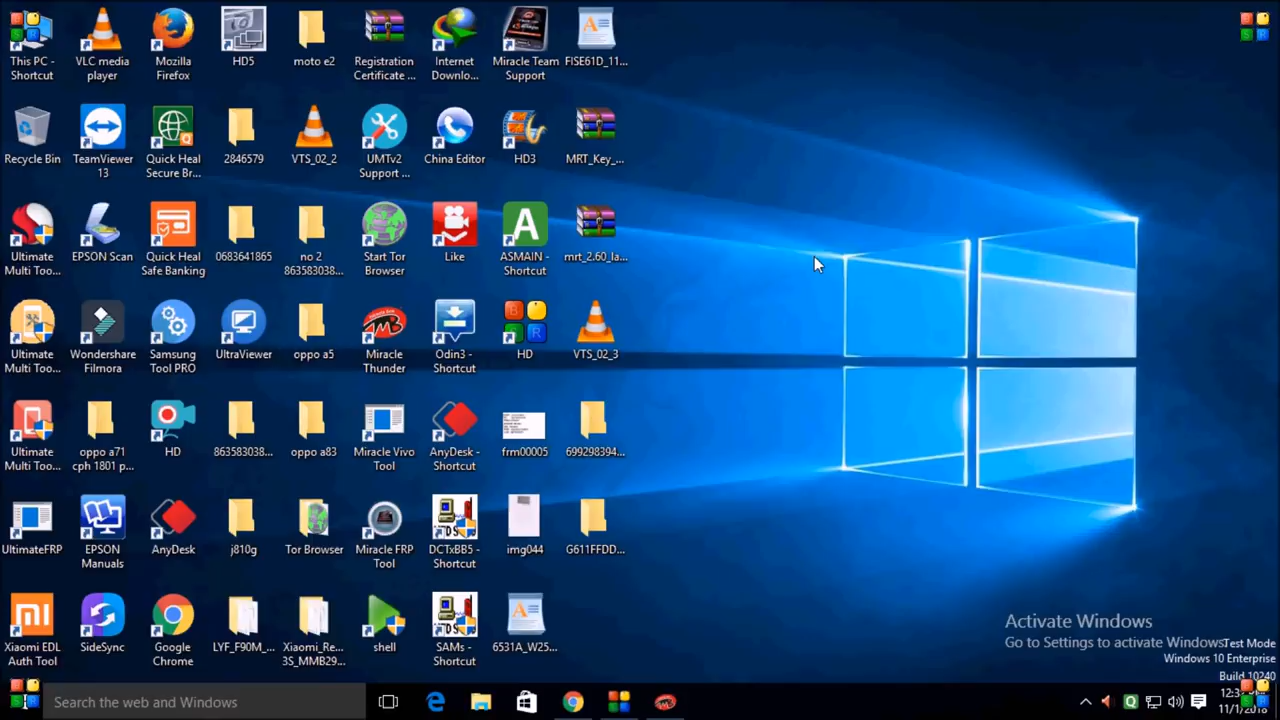 This PC -
Shortcut
VLC media
player
Mozilla
Firefox
HD5
moto e2
Registration
Certificate ...
Internet
Downlo...
Miracle Team
Support
FISE61D_11...
Recycle Bin
TeamViewer
13
Quick Heal
Secure Br...
2846579
VTS_02_2
UMTv2
Support ...
China Editor
HD3
MRT_Key_...
Ultimate
Multi Too...
EPSON Scan
Quick Heal
Safe Banking
0683641865
no 2
863583038...
Start Tor
Browser
Like
ASMAIN -
Shortcut
mrt_2.60_la...
Ultimate
Multi Too...
Wondershare
Filmora
Samsung
Tool PRO
UltraViewer
oppo a5
Miracle
Thunder
Odin3 -
Shortcut
HD
VTS_02_3
Ultimate
Multi Too...
oppo a71
cph 1801 p...
HD
863583038...
oppo a83
Miracle Vivo
Tool
AnyDesk -
Shortcut
frm00005
699298394...
UltimateFRP
EPSON
Manuals
AnyDesk
j810g
Tor Browser
Miracle FRP
Tool
DCTxBB5 -
Shortcut
img044
G611FFDD...
Xiaomi EDL
Auth Tool
SideSync
Google
Chrome
LYF_F90M_...
Xiaomi_Re...
3S_MMB29...
shell
SAMs -
Shortcut
6531A_W25...
Activate Windows
Go to Settings to activate Windows.
Test Mode
Windows 10 Enterprise
Build 10240
Search the web and Windows
11/1/2018